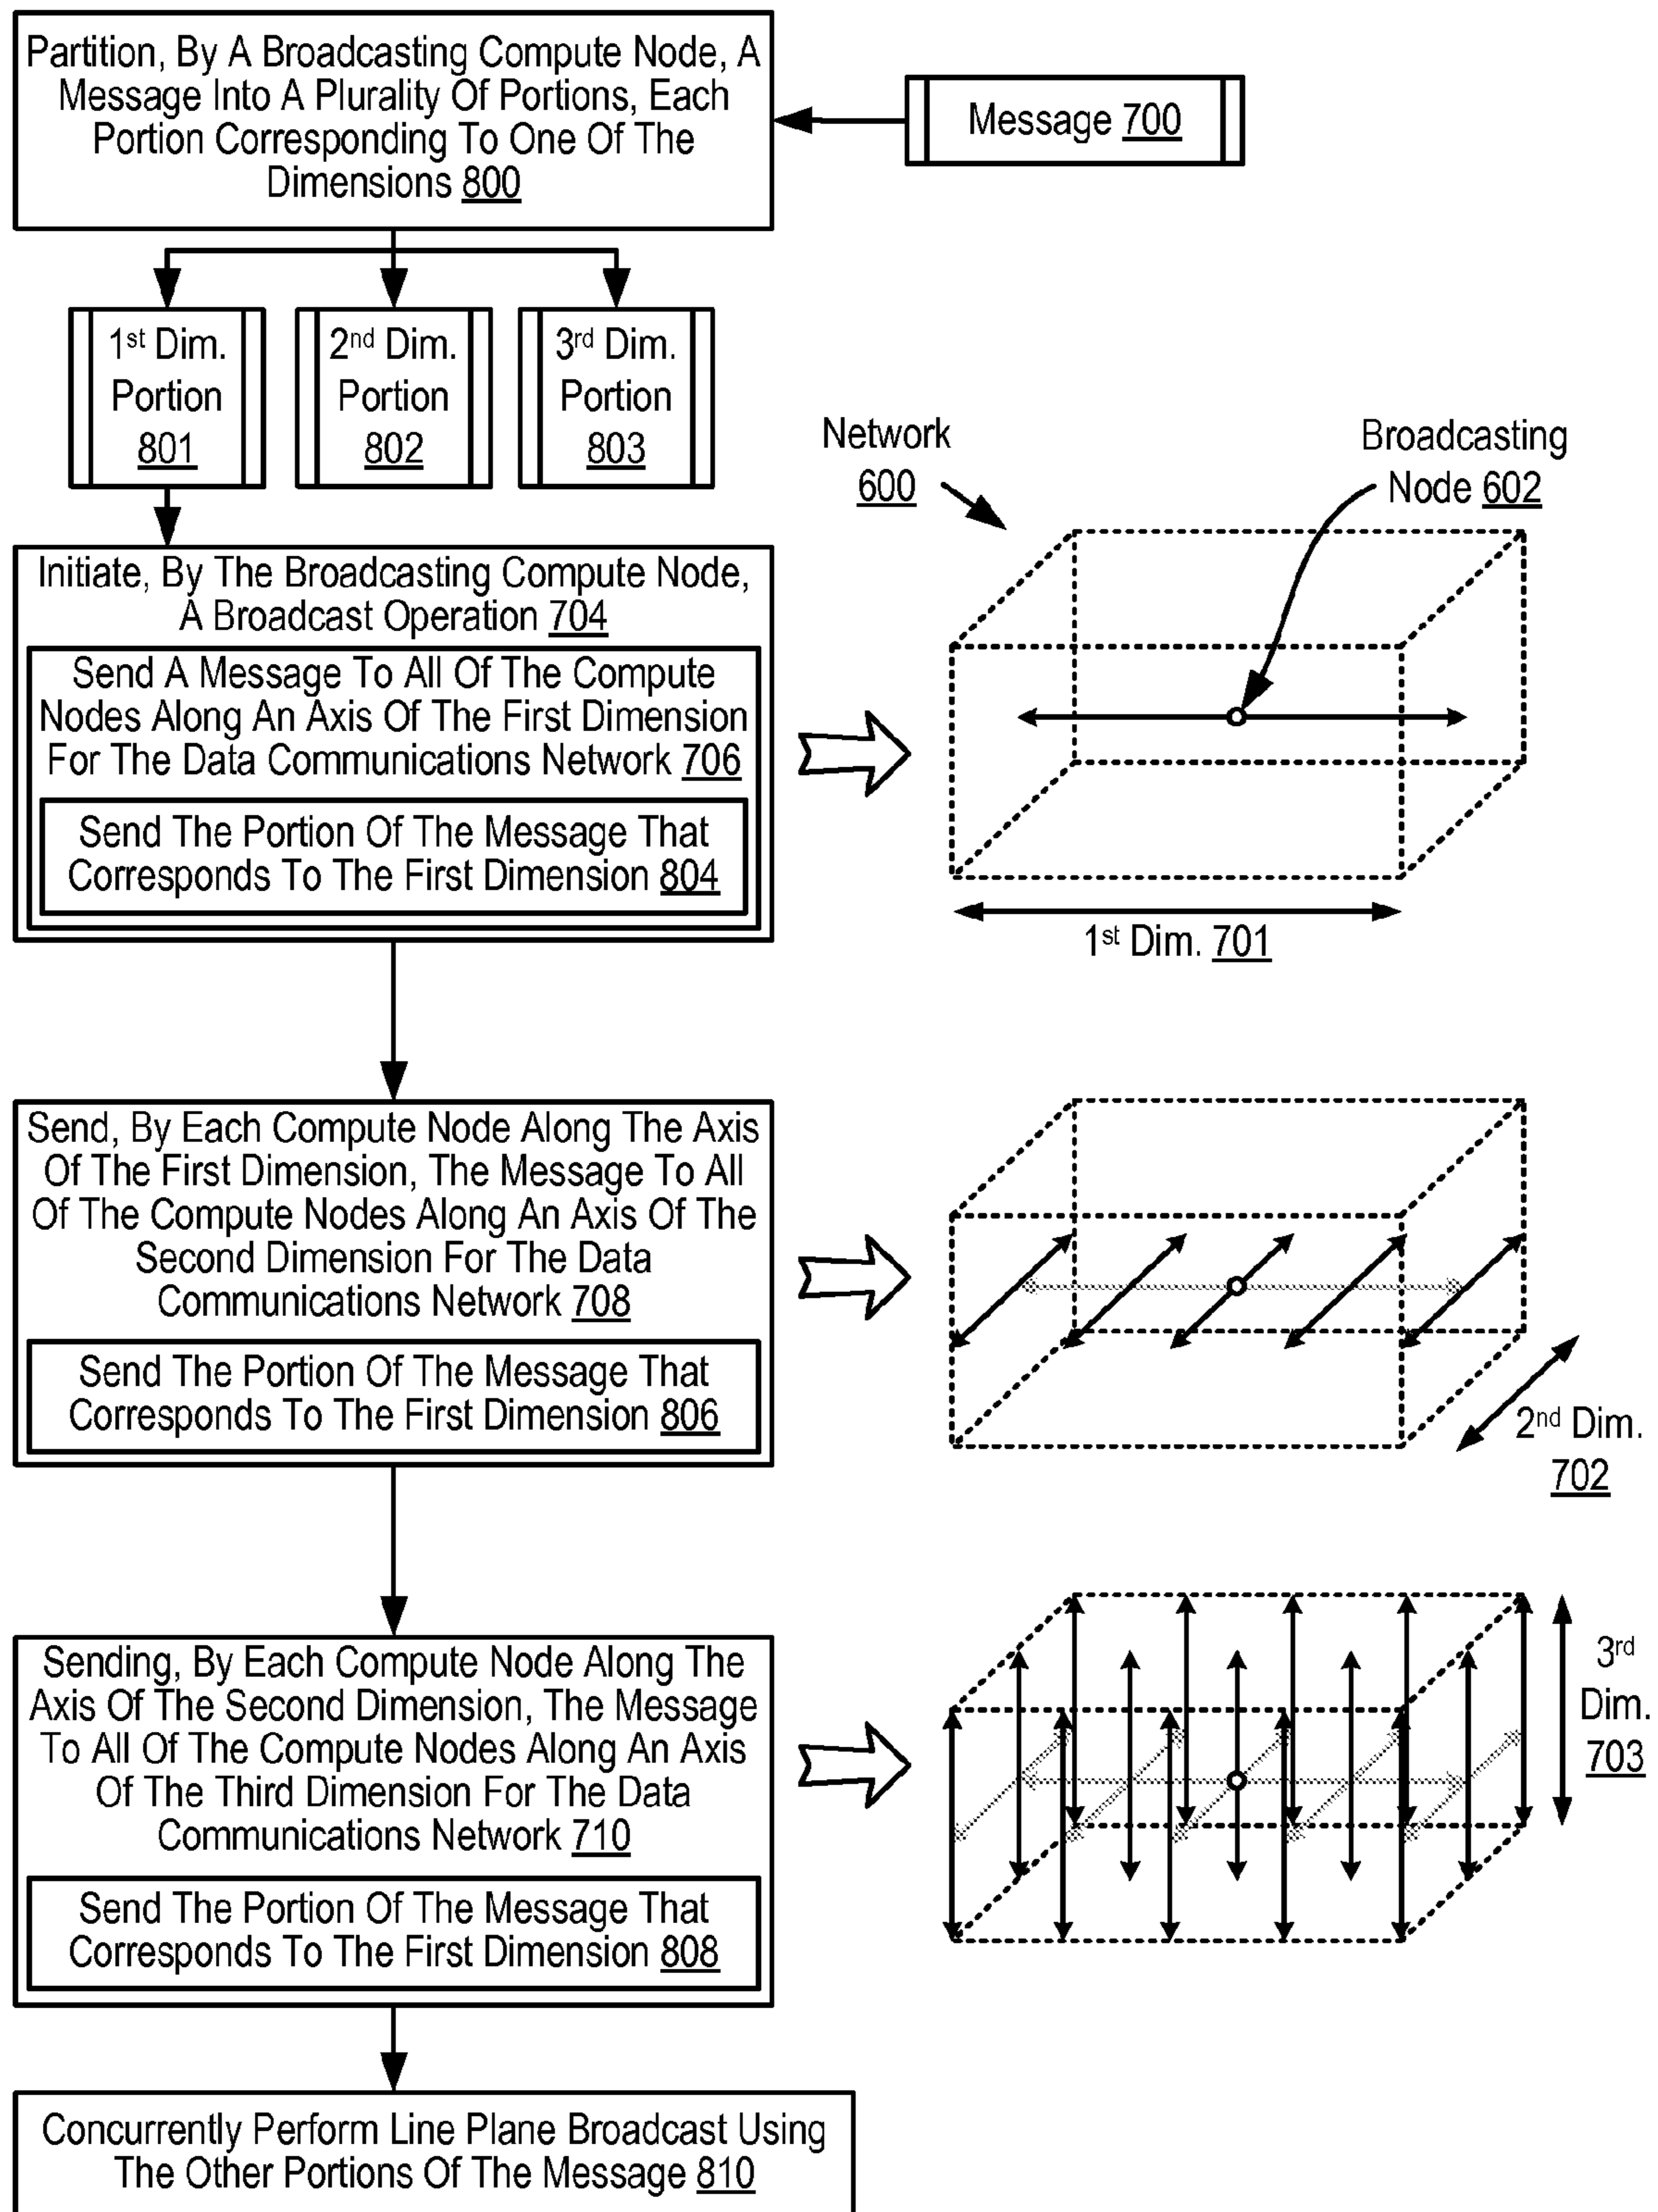 Partition, By A Broadcasting Compute Node, A
Message Into A Plurality Of Portions, Each
Portion Corresponding To One Of The
Dimensions 800
Message 700
1st Dim.
Portion
801
2nd Dim.
Portion
802
3rd Dim.
Portion
803
Network
600
Broadcasting
Node 602
Initiate, By The Broadcasting Compute Node,
A Broadcast Operation 704
Send A Message To All Of The Compute
Nodes Along An Axis Of The First Dimension
For The Data Communications Network 706
Send The Portion Of The Message That
Corresponds To The First Dimension 804
1st Dim. 701
Send, By Each Compute Node Along The Axis
Of The First Dimension, The Message To All
Of The Compute Nodes Along An Axis Of The
Second Dimension For The Data
Communications Network 708
Send The Portion Of The Message That
Corresponds To The First Dimension 806
2nd Dim.
702
Sending, By Each Compute Node Along The
Axis Of The Second Dimension, The Message
To All Of The Compute Nodes Along An Axis
Of The Third Dimension For The Data
Communications Network 710
Send The Portion Of The Message That
Corresponds To The First Dimension 808
3rd
Dim.
703
Concurrently Perform Line Plane Broadcast Using
The Other Portions Of The Message 810